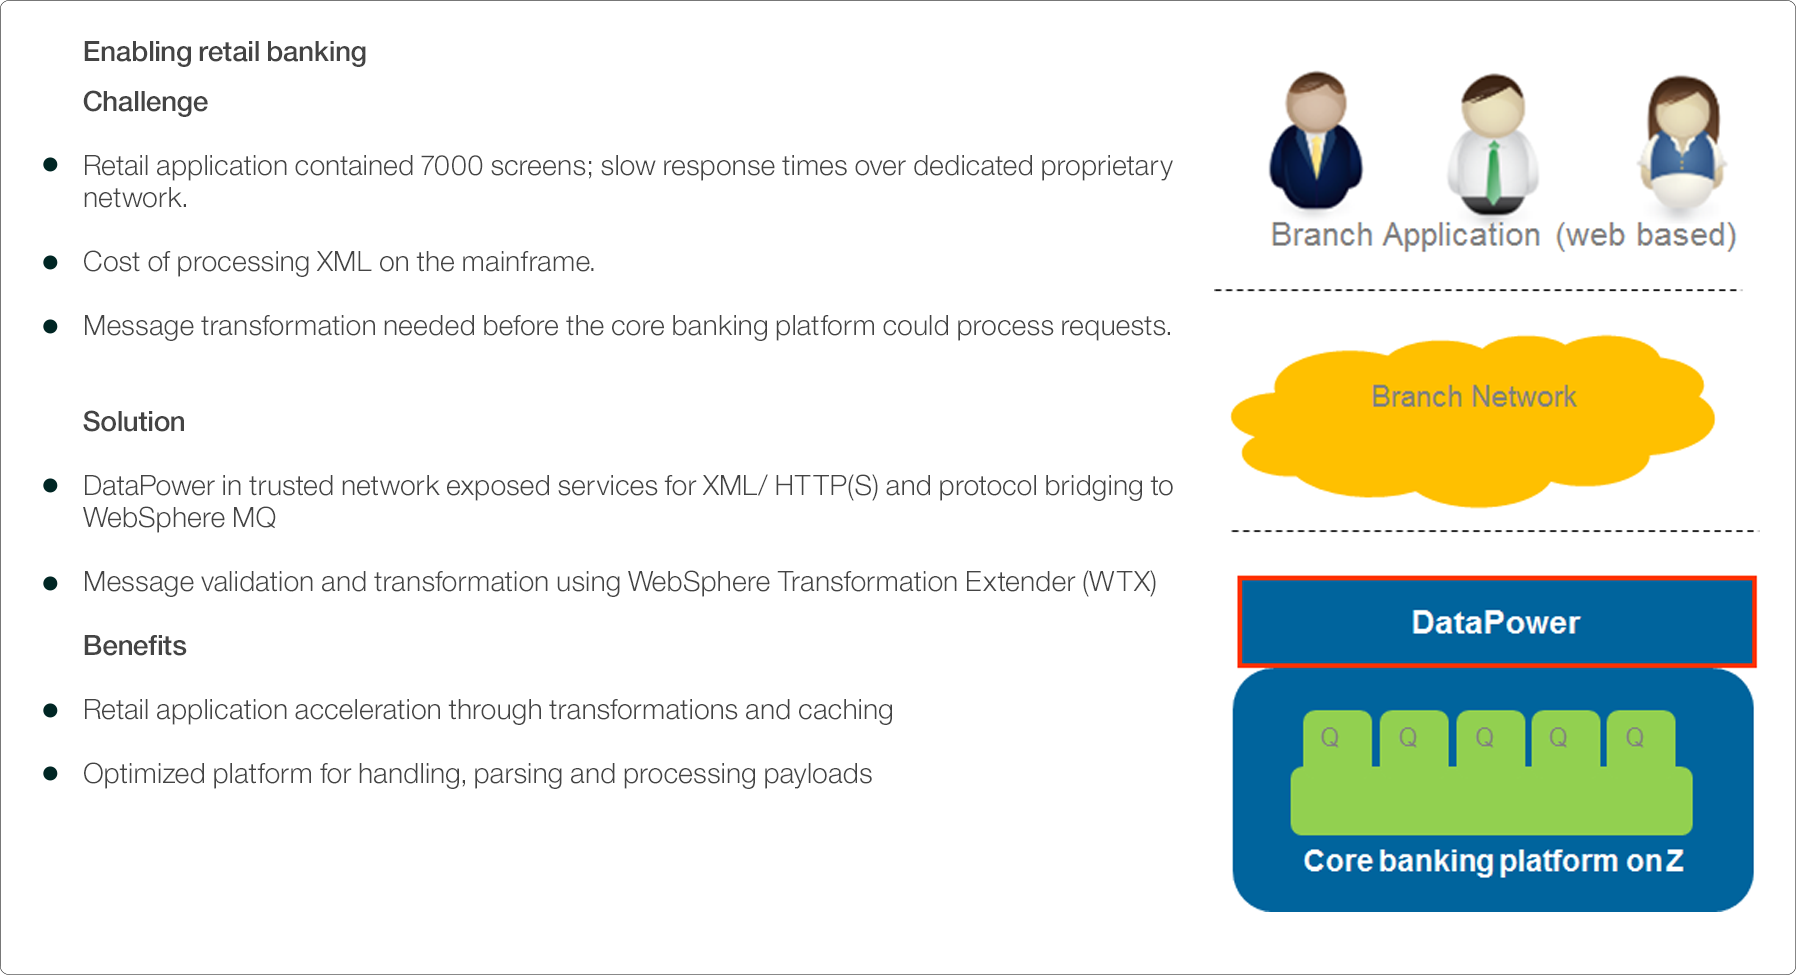 Enabling retail banking
Challenge
Retail application contained 7000 screens; slow response times over dedicated proprietary
network.
Cost of processing XML on the mainframe.
Message transformation needed before the core banking platform could process requests.
Solution
DataPower in trusted network exposed services for XML/ HTTP(S) and protocol bridging to
WebSphere MQ
Message validation and transformation using WebSphere Transformation Extender (WTX)
Benefits
Retail application acceleration through transformations and caching
Optimized platform for handling, parsing and processing payloads
Branch Application (web based)
Branch Network
DataPower
Q Q Q Q Q
Core banking platform on Z